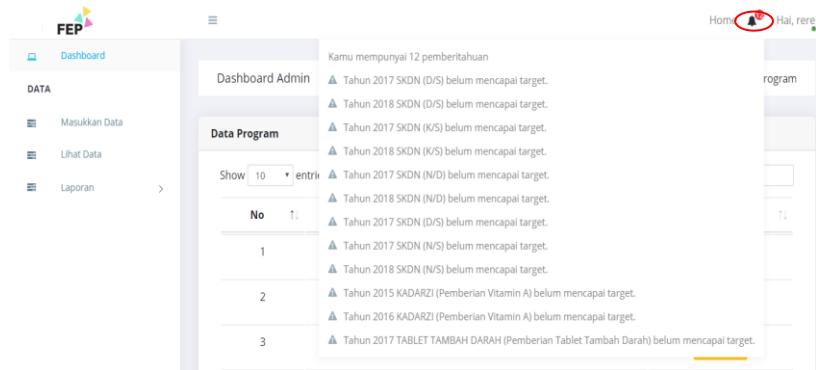 FEP
Home
12
Hai, rere
Dashboard
DATA
Masukkan Data
Lihat Data
Laporan
Dashboard Admin
rogram
Data Program
Show 10 entrie
No
1
2
3
Kamu mempunyai 12 pemberitahuan
Tahun 2017 SKDN (D/S) belum mencapai target.
Tahun 2018 SKDN (D/S) belum mencapai target.
Tahun 2017 SKDN (K/S) belum mencapai target.
Tahun 2018 SKDN (K/S) belum mencapai target.
Tahun 2017 SKDN (N/D) belum mencapai target.
Tahun 2018 SKDN (N/D) belum mencapai target.
Tahun 2017 SKDN (D/S) belum mencapai target.
Tahun 2017 SKDN (N/S) belum mencapai target.
Tahun 2018 SKDN (N/S) belum mencapai target.
Tahun 2015 KADARZI (Pemberian Vitamin A) belum mencapai target.
Tahun 2016 KADARZI (Pemberian Vitamin A) belum mencapai target.
Tahun 2017 TABLET TAMBAH DARAH (Pemberian Tablet Tambah Darah) belum mencapai target.